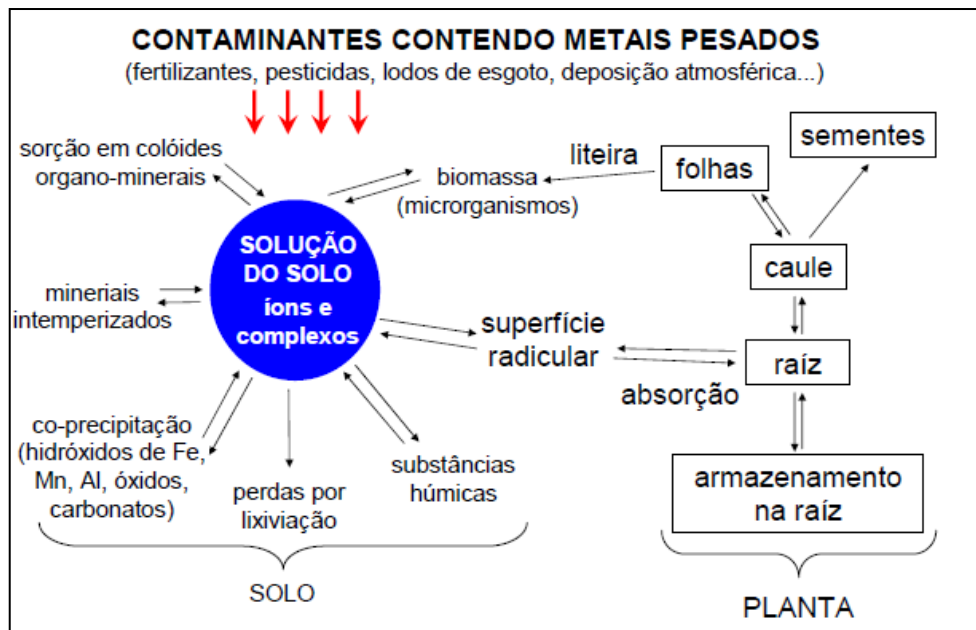 CONTAMINANTES CONTENDO METAIS PESADOS
(fertilizantes, pesticidas, lodos de esgoto, deposição atmosférica...)
sorção em colóides
organo-minerais
biomassa
(microrganismos)
liteira
folhas
sementes
SOLUÇÃO
DO SOLO
íons e
complexos
mineriais
intemperizados
caule
superfície
radicular
raíz
absorção
co-precipitação
(hidróxidos de Fe,
Mn, Al, óxidos,
carbonatos)
perdas por
lixiviação
substâncias
húmicas
armazenamento
na raíz
SOLO
PLANTA